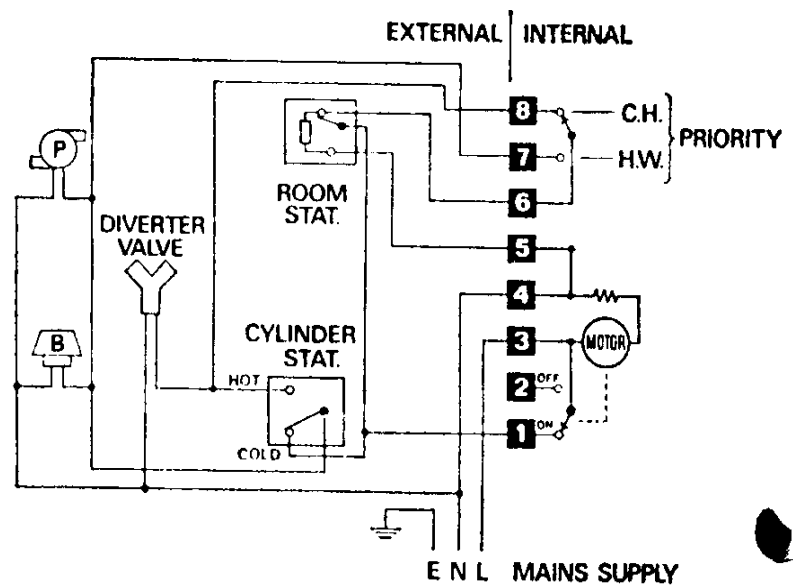 EXTERNAL INTERNAL
8 C.H.
PRIORITY
7 H.W.
6
5
4
3 MOTOR
2 OFF
1 ON
P
ROOM
STAT.
DIVERTER
VALVE
B
CYLINDER
STAT.
HOT
COLD
E N L MAINS SUPPLY